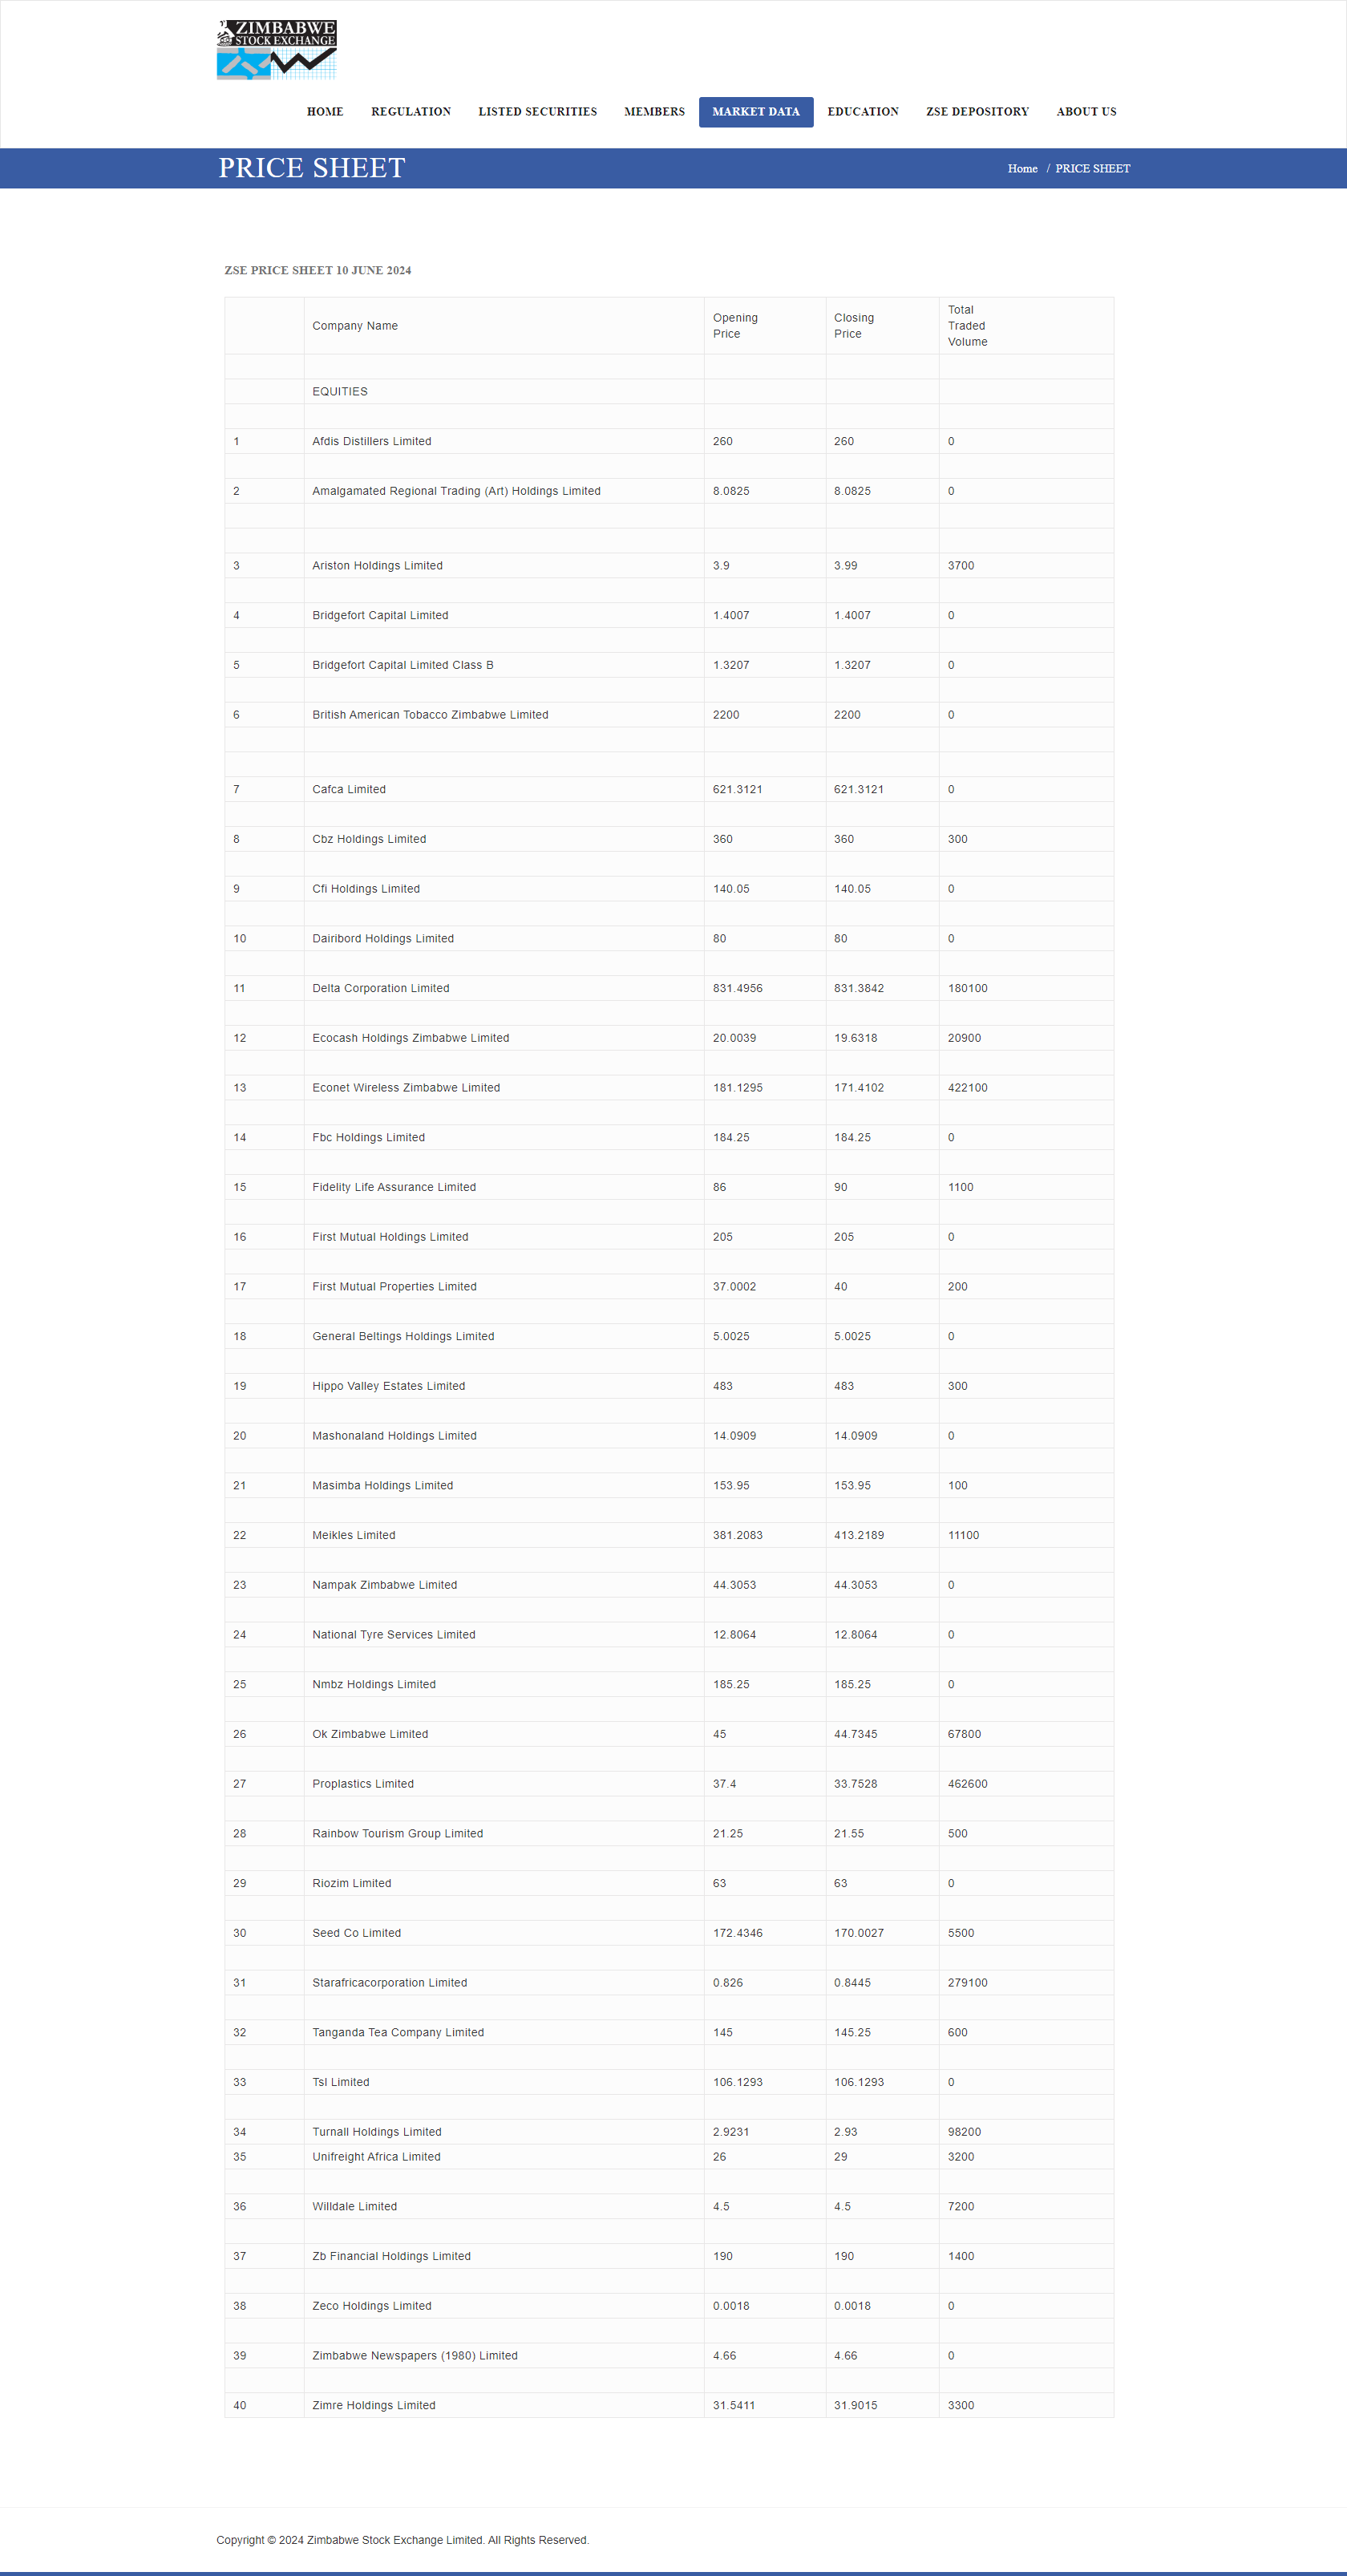 ZIMBABWE
STOCK EXCHANGE
HOME REGULATION LISTED SECURITIES MEMBERS MARKET DATA EDUCATION ZSE DEPOSITORY ABOUT US
PRICE SHEET
Home / PRICE SHEET
ZSE PRICE SHEET 10 JUNE 2024
Company Name Opening Price Closing Price Total Traded Volume
EQUITIES
1 Afdis Distillers Limited 260 260 0
2 Amalgamated Regional Trading (Art) Holdings Limited 8.0825 8.0825 0
3 Ariston Holdings Limited 3.9 3.99 3700
4 Bridgefort Capital Limited 1.4007 1.4007 0
5 Bridgefort Capital Limited Class B 1.3207 1.3207 0
6 British American Tobacco Zimbabwe Limited 2200 2200 0
7 Cafca Limited 621.3121 621.3121 0
8 Cbz Holdings Limited 360 360 300
9 Cfi Holdings Limited 140.05 140.05 0
10 Dairibord Holdings Limited 80 80 0
11 Delta Corporation Limited 831.4956 831.3842 180100
12 Ecocash Holdings Zimbabwe Limited 20.0039 19.6318 20900
13 Econet Wireless Zimbabwe Limited 181.1295 171.4102 422100
14 Fbc Holdings Limited 184.25 184.25 0
15 Fidelity Life Assurance Limited 86 90 1100
16 First Mutual Holdings Limited 205 205 0
17 First Mutual Properties Limited 37.0002 40 200
18 General Beltings Holdings Limited 5.0025 5.0025 0
19 Hippo Valley Estates Limited 483 483 300
20 Mashonaland Holdings Limited 14.0909 14.0909 0
21 Masimba Holdings Limited 153.95 153.95 100
22 Meikles Limited 381.2083 413.2189 11100
23 Nampak Zimbabwe Limited 44.3053 44.3053 0
24 National Tyre Services Limited 12.8064 12.8064 0
25 Nmbz Holdings Limited 185.25 185.25 0
26 Ok Zimbabwe Limited 45 44.7345 67800
27 Proplastics Limited 37.4 33.7528 462600
28 Rainbow Tourism Group Limited 21.25 21.55 500
29 Riozim Limited 63 63 0
30 Seed Co Limited 172.4346 170.0027 5500
31 Starafricacorporation Limited 0.826 0.8445 279100
32 Tanganda Tea Company Limited 145 145.25 600
33 Tsl Limited 106.1293 106.1293 0
34 Turnall Holdings Limited 2.9231 2.93 98200
35 Unifreight Africa Limited 26 29 3200
36 Willdale Limited 4.5 4.5 7200
37 Zb Financial Holdings Limited 190 190 1400
38 Zeco Holdings Limited 0.0018 0.0018 0
39 Zimbabwe Newspapers (1980) Limited 4.66 4.66 0
40 Zimre Holdings Limited 31.5411 31.9015 3300
Copyright © 2024 Zimbabwe Stock Exchange Limited. All Rights Reserved.